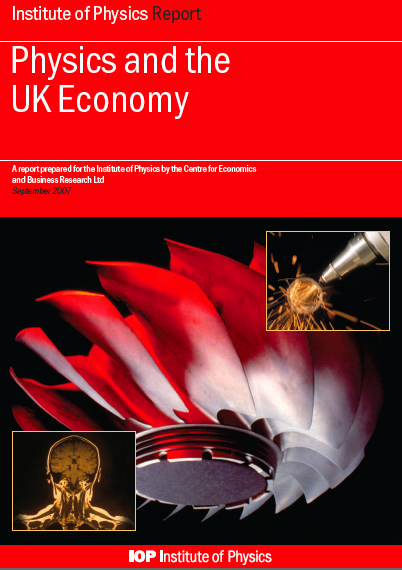 Institute of Physics Report
Physics and the
UK Economy
A report prepared for the Institute of Physics by the Centre for Economics
and Business Research Ltd
September 2007
IOP Institute of Physics